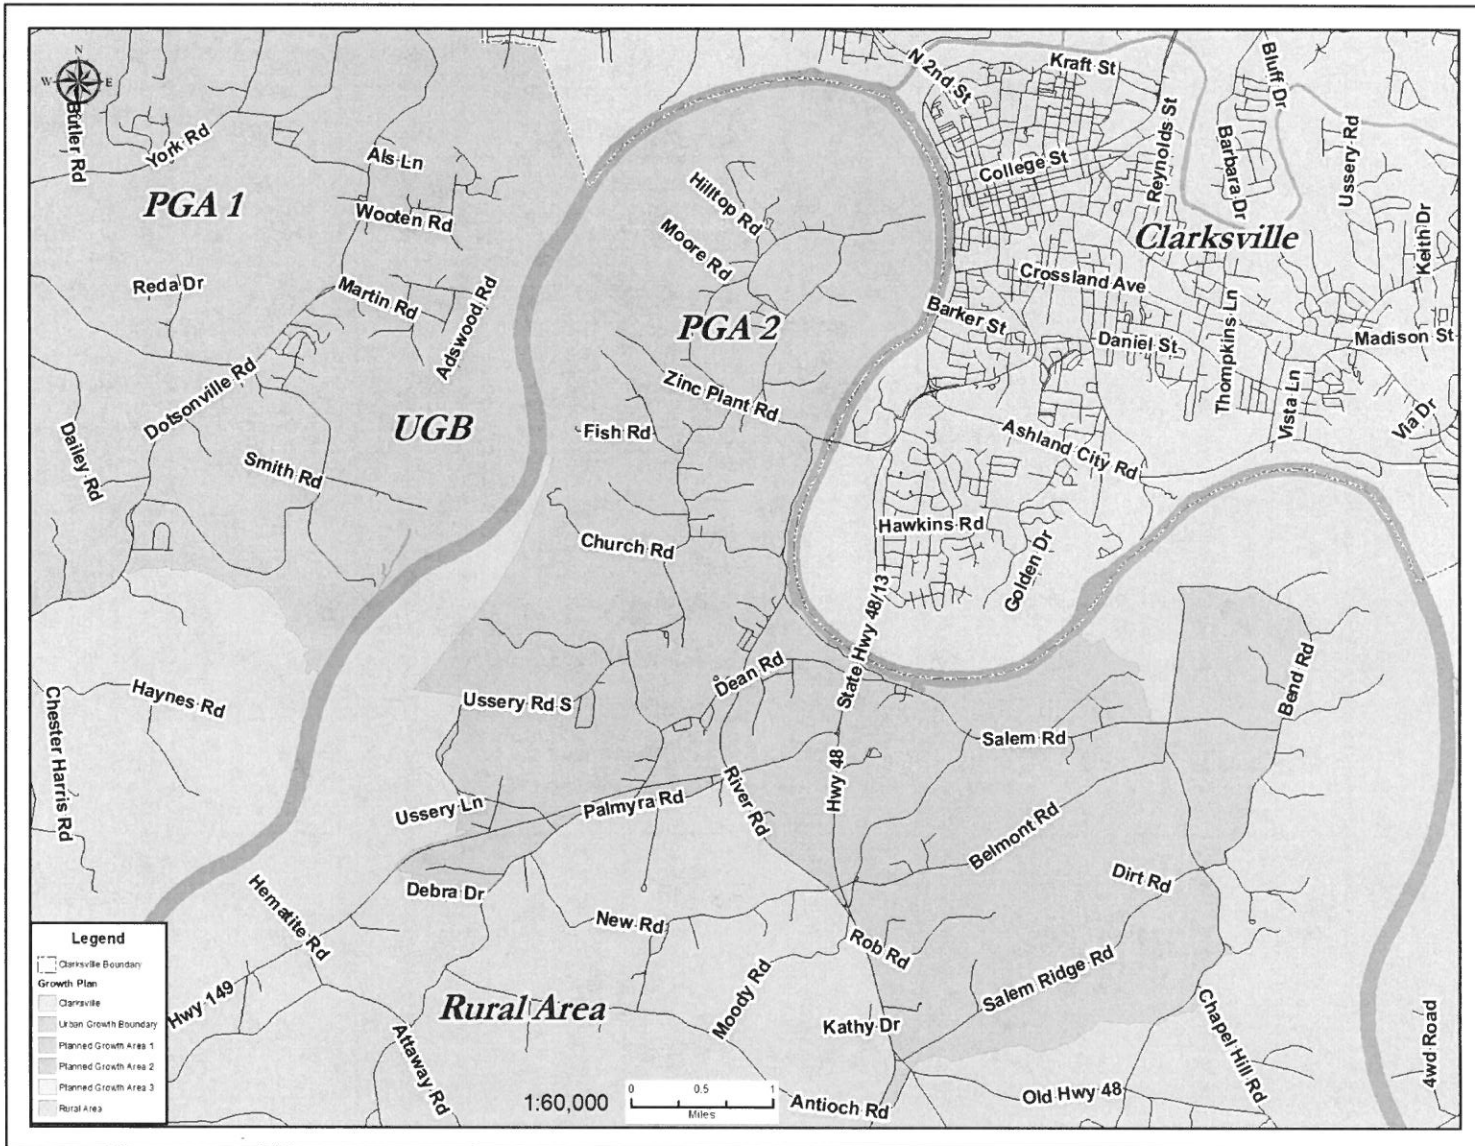 N
W
E
Butler Rd
York Rd
Als Ln
PGA 1
Wooten Rd
Reda Dr
Martin Rd
Adswood Rd
Dotsonville Rd
UGB
Dailey Rd
Smith Rd
Hilltop Rd
Moore Rd
PGA 2
Zinc Plant Rd
Fish Rd
Church Rd
N 2nd St
Kraft St
Bluff Dr
College St
Reynolds St
Barbara Dr
Ussery Rd
Clarksville
Keith Dr
Crossland Ave
Barker St
Daniel St
Thompkins Ln
Madison St
Vista Ln
Via Dr
Ashland City Rd
Hawkins Rd
Golden Dr
State Hwy 48/13
Dean Rd
Bend Rd
Haynes Rd
Chester Harris Rd
Ussery Rd S
Salem Rd
Hwy 48
River Rd
Palmyra Rd
Ussery Ln
Belmont Rd
Debra Dr
Dirt Rd
Hematite Rd
New Rd
Rob Rd
Moody Rd
Salem Ridge Rd
Hwy 149
Rural Area
Kathy Dr
Chapel Hill Rd
4wd Road
Attaway Rd
Old Hwy 48
Antioch Rd
1:60,000
0 0.5 1
Miles
Legend
Clarksville Boundary
Growth Plan
Clarksville
Urban Growth Boundary
Planned Growth Area 1
Planned Growth Area 2
Planned Growth Area 3
Rural Area